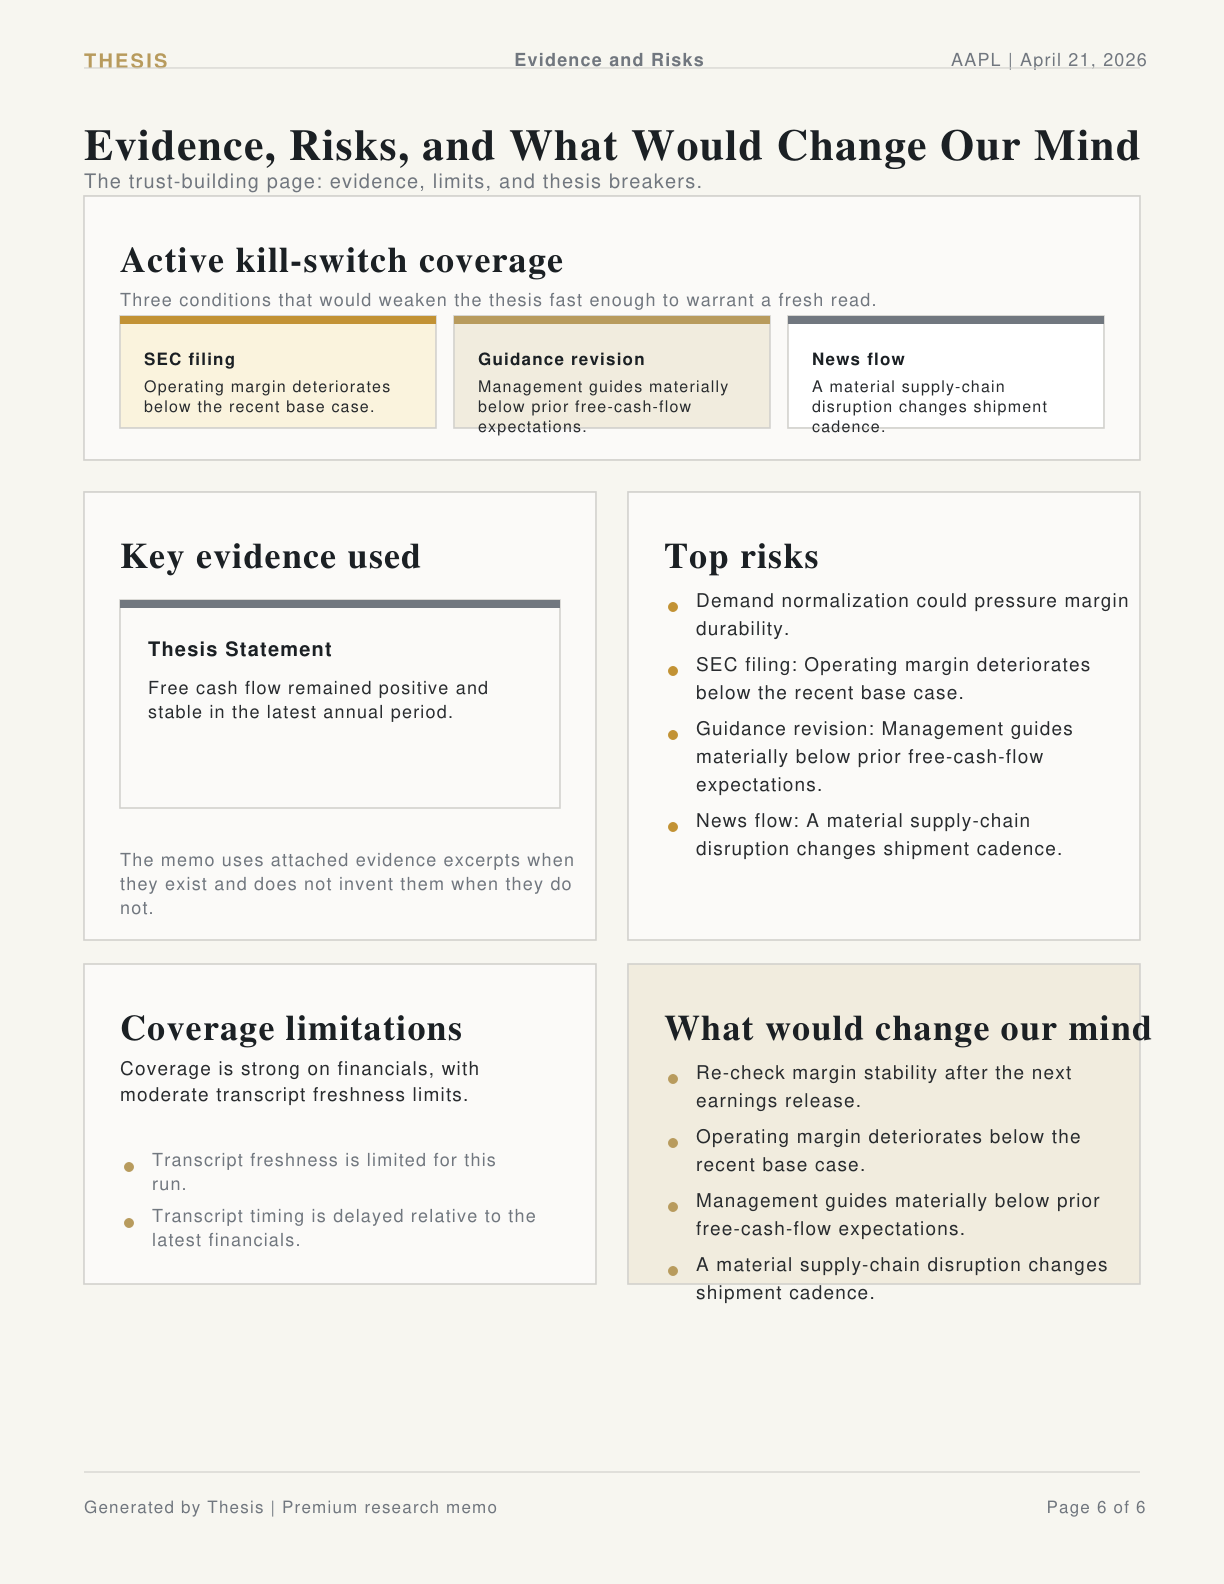 THESIS
Evidence and Risks
AAPL | April 21, 2026
Evidence, Risks, and What Would Change Our Mind
The trust-building page: evidence, limits, and thesis breakers.
Active kill-switch coverage
Three conditions that would weaken the thesis fast enough to warrant a fresh read.
SEC filing
Operating margin deteriorates
below the recent base case.
Guidance revision
Management guides materially
below prior free-cash-flow
expectations.
News flow
A material supply-chain
disruption changes shipment
cadence.
Key evidence used
Thesis Statement
Free cash flow remained positive and
stable in the latest annual period.
The memo uses attached evidence excerpts when
they exist and does not invent them when they do
not.
Top risks
Demand normalization could pressure margin
durability.
SEC filing: Operating margin deteriorates
below the recent base case.
Guidance revision: Management guides
materially below prior free-cash-flow
expectations.
News flow: A material supply-chain
disruption changes shipment cadence.
Coverage limitations
Coverage is strong on financials, with
moderate transcript freshness limits.
Transcript freshness is limited for this
run.
Transcript timing is delayed relative to the
latest financials.
What would change our mind
Re-check margin stability after the next
earnings release.
Operating margin deteriorates below the
recent base case.
Management guides materially below prior
free-cash-flow expectations.
A material supply-chain disruption changes
shipment cadence.
Generated by Thesis | Premium research memo
Page 6 of 6